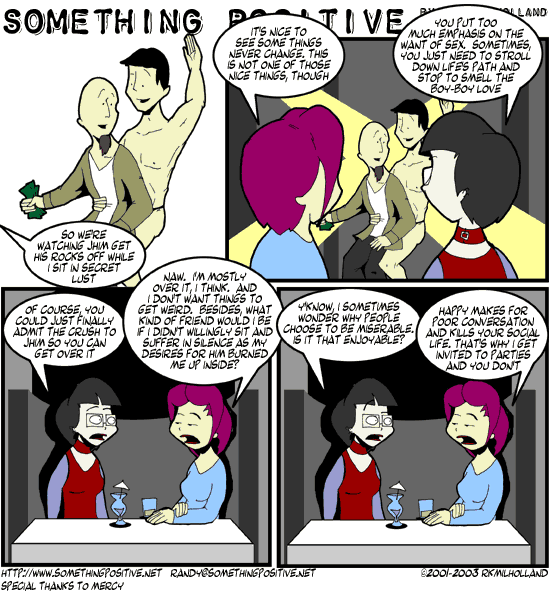 SOMETHING POSITIVE
HOLLAND
SO WE'RE
WATCHING JHIM GET
HIS ROCKS OFF WHILE
I SIT IN SECRET
LUST
IT'S NICE TO
SEE SOME THINGS
NEVER CHANGE. THIS
IS NOT ONE OF THOSE
NICE THINGS, THOUGH
YOU PUT TOO
MUCH EMPHASIS ON THE
WANT OF SEX. SOMETIMES,
YOU JUST NEED TO STROLL
DOWN LIFE'S PATH AND
STOP TO SMELL THE
BOY-BOY LOVE
OF COURSE, YOU
COULD JUST FINALLY
ADMIT THE CRUSH TO
JHIM SO YOU CAN
GET OVER IT
NAW. I'M MOSTLY
OVER IT, I THINK. AND
I DON'T WANT THINGS TO
GET WEIRD. BESIDES, WHAT
KIND OF FRIEND WOULD I BE
IF I DIDN'T WILLINGLY SIT AND
SUFFER IN SILENCE AS MY
DESIRES FOR HIM BURNED
ME UP INSIDE?
Y'KNOW, I SOMETIMES
WONDER WHY PEOPLE
CHOOSE TO BE MISERABLE.
IS IT THAT ENJOYABLE?
HAPPY MAKES FOR
POOR CONVERSATION
AND KILLS YOUR SOCIAL
LIFE. THAT'S WHY I GET
INVITED TO PARTIES
AND YOU DON'T
HTTP://WWW.SOMETHINGPOSITIVE.NET RANDY@SOMETHINGPOSITIVE.NET ©2001-2003 RKMILHOLLAND
SPECIAL THANKS TO MERCY